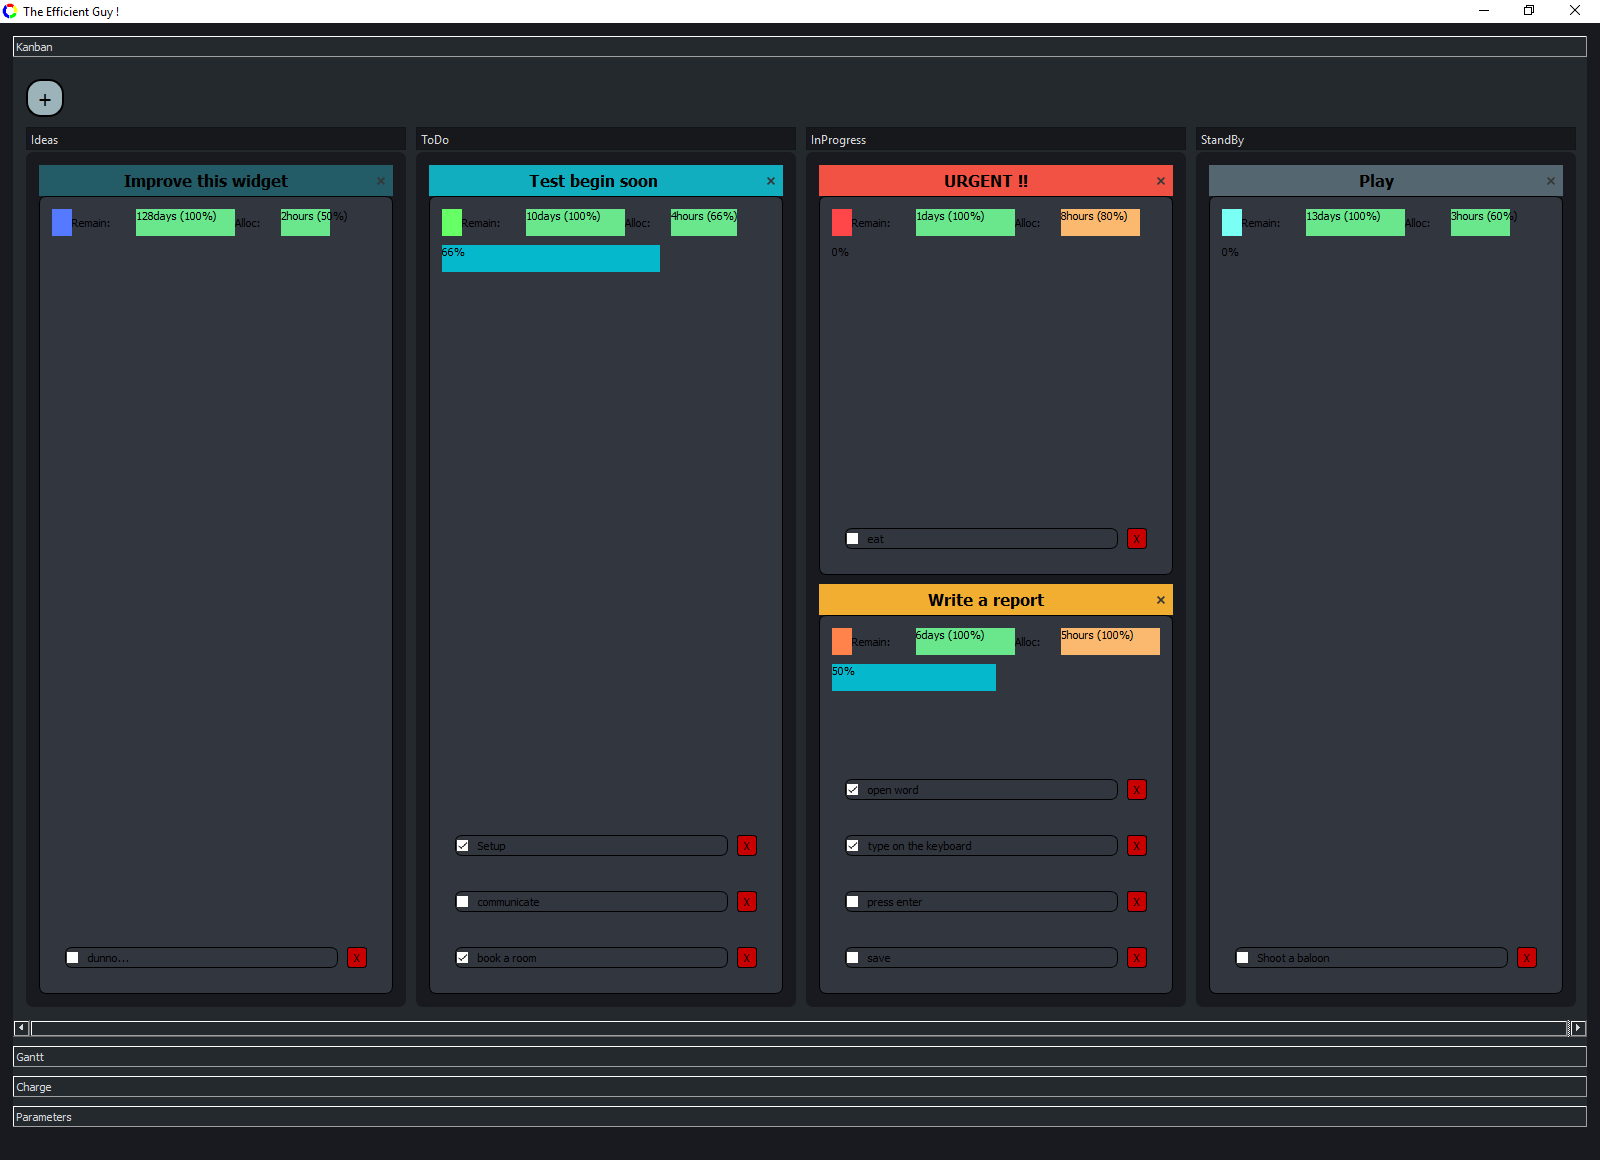 The Efficient Guy !
Kanban
+
Ideas
Improve this widget ×
Remain: 128days (100%) Alloc: 2hours (50%)
dunno... X
ToDo
Test begin soon ×
Remain: 10days (100%) Alloc: 4hours (66%)
66%
Setup X
communicate X
book a room X
InProgress
URGENT !! ×
Remain: 1days (100%) Alloc: 8hours (80%)
0%
eat X
Write a report ×
Remain: 6days (100%) Alloc: 5hours (100%)
50%
open word X
type on the keyboard X
press enter X
save X
StandBy
Play ×
Remain: 13days (100%) Alloc: 3hours (60%)
0%
Shoot a baloon X
Gantt
Charge
Parameters